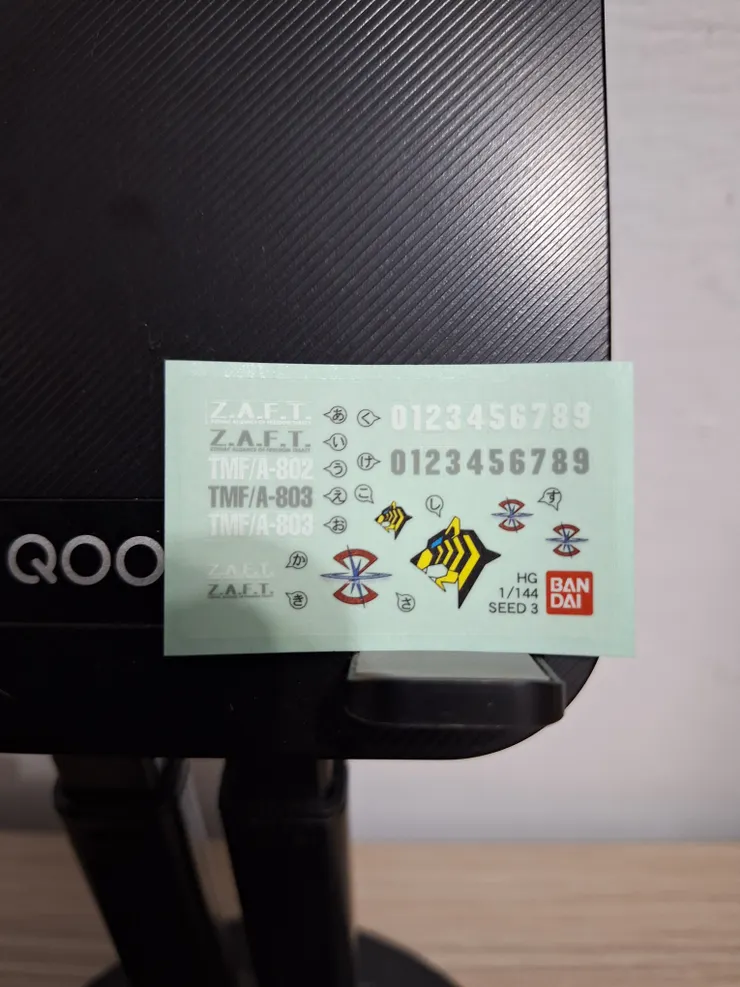 Z.A.F.T. あ
く 0123456789
Z.A.F.T. い
TMF/A-802 う
け 0123456789
TMF/A-803 え
こ
し
す
TMF/A-803 お
QOO
Z.A.F.T. か
Z.A.F.T. き
さ
HG
1/144
SEED 3
BAN
DAI